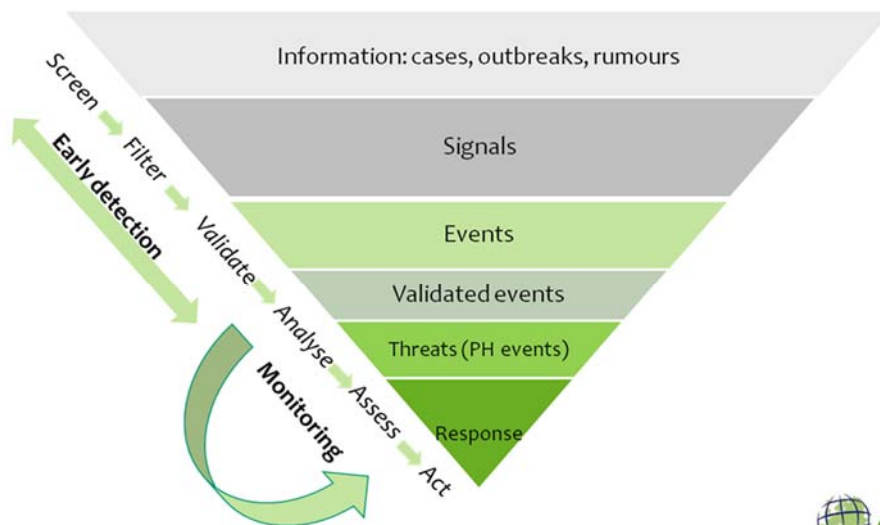 Information: cases, outbreaks, rumours
Signals
Events
Validated events
Threats (PH events)
Response
Screen
Filter
Validate
Analyse
Assess
Act
Early detection
Monitoring